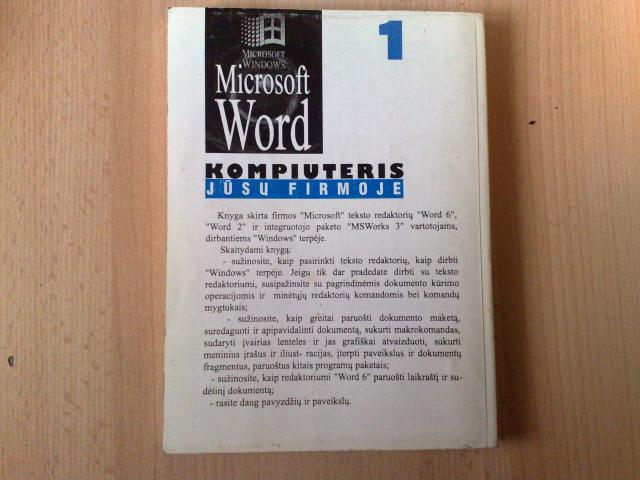 1
MICROSOFT
WINDOWS
Microsoft
Word
KOMPIUTERIS
JŪSŲ FIRMOJE
Knyga skirta firmos "Microsoft" teksto redaktorių "Word 6",
"Word 2" ir integruotojo paketo "MSWorks 3" vartotojams,
dirbantiems "Windows" terpėje.
Skaitydami knygą:
- sužinosite, kaip pasirinkti teksto redaktorių, kaip dirbti
"Windows" terpėje. Jeigu tik dar pradedate dirbti su teksto
redaktoriumi, susipažinsite su pagrindinėmis dokumento kūrimo
operacijomis ir minėtųjų redaktorių komandomis bei komandų
mygtukais;
- sužinosite, kaip greitai paruošti dokumento maketą,
suredaguoti ir apipavidalinti dokumentą, sukurti makrokomandas,
sudaryti įvairias lenteles ir jas grafiškai atvaizduoti, sukurti
meninius įrašus ir iliust- racijas, įterpti paveikslus ir dokumentų
fragmentus, paruoštus kitais programų paketais;
- sužinosite, kaip redaktoriumi "Word 6" paruošti laikraštį ir su-
dėtinį dokumentą;
- rasite daug pavyzdžių ir paveikslų.